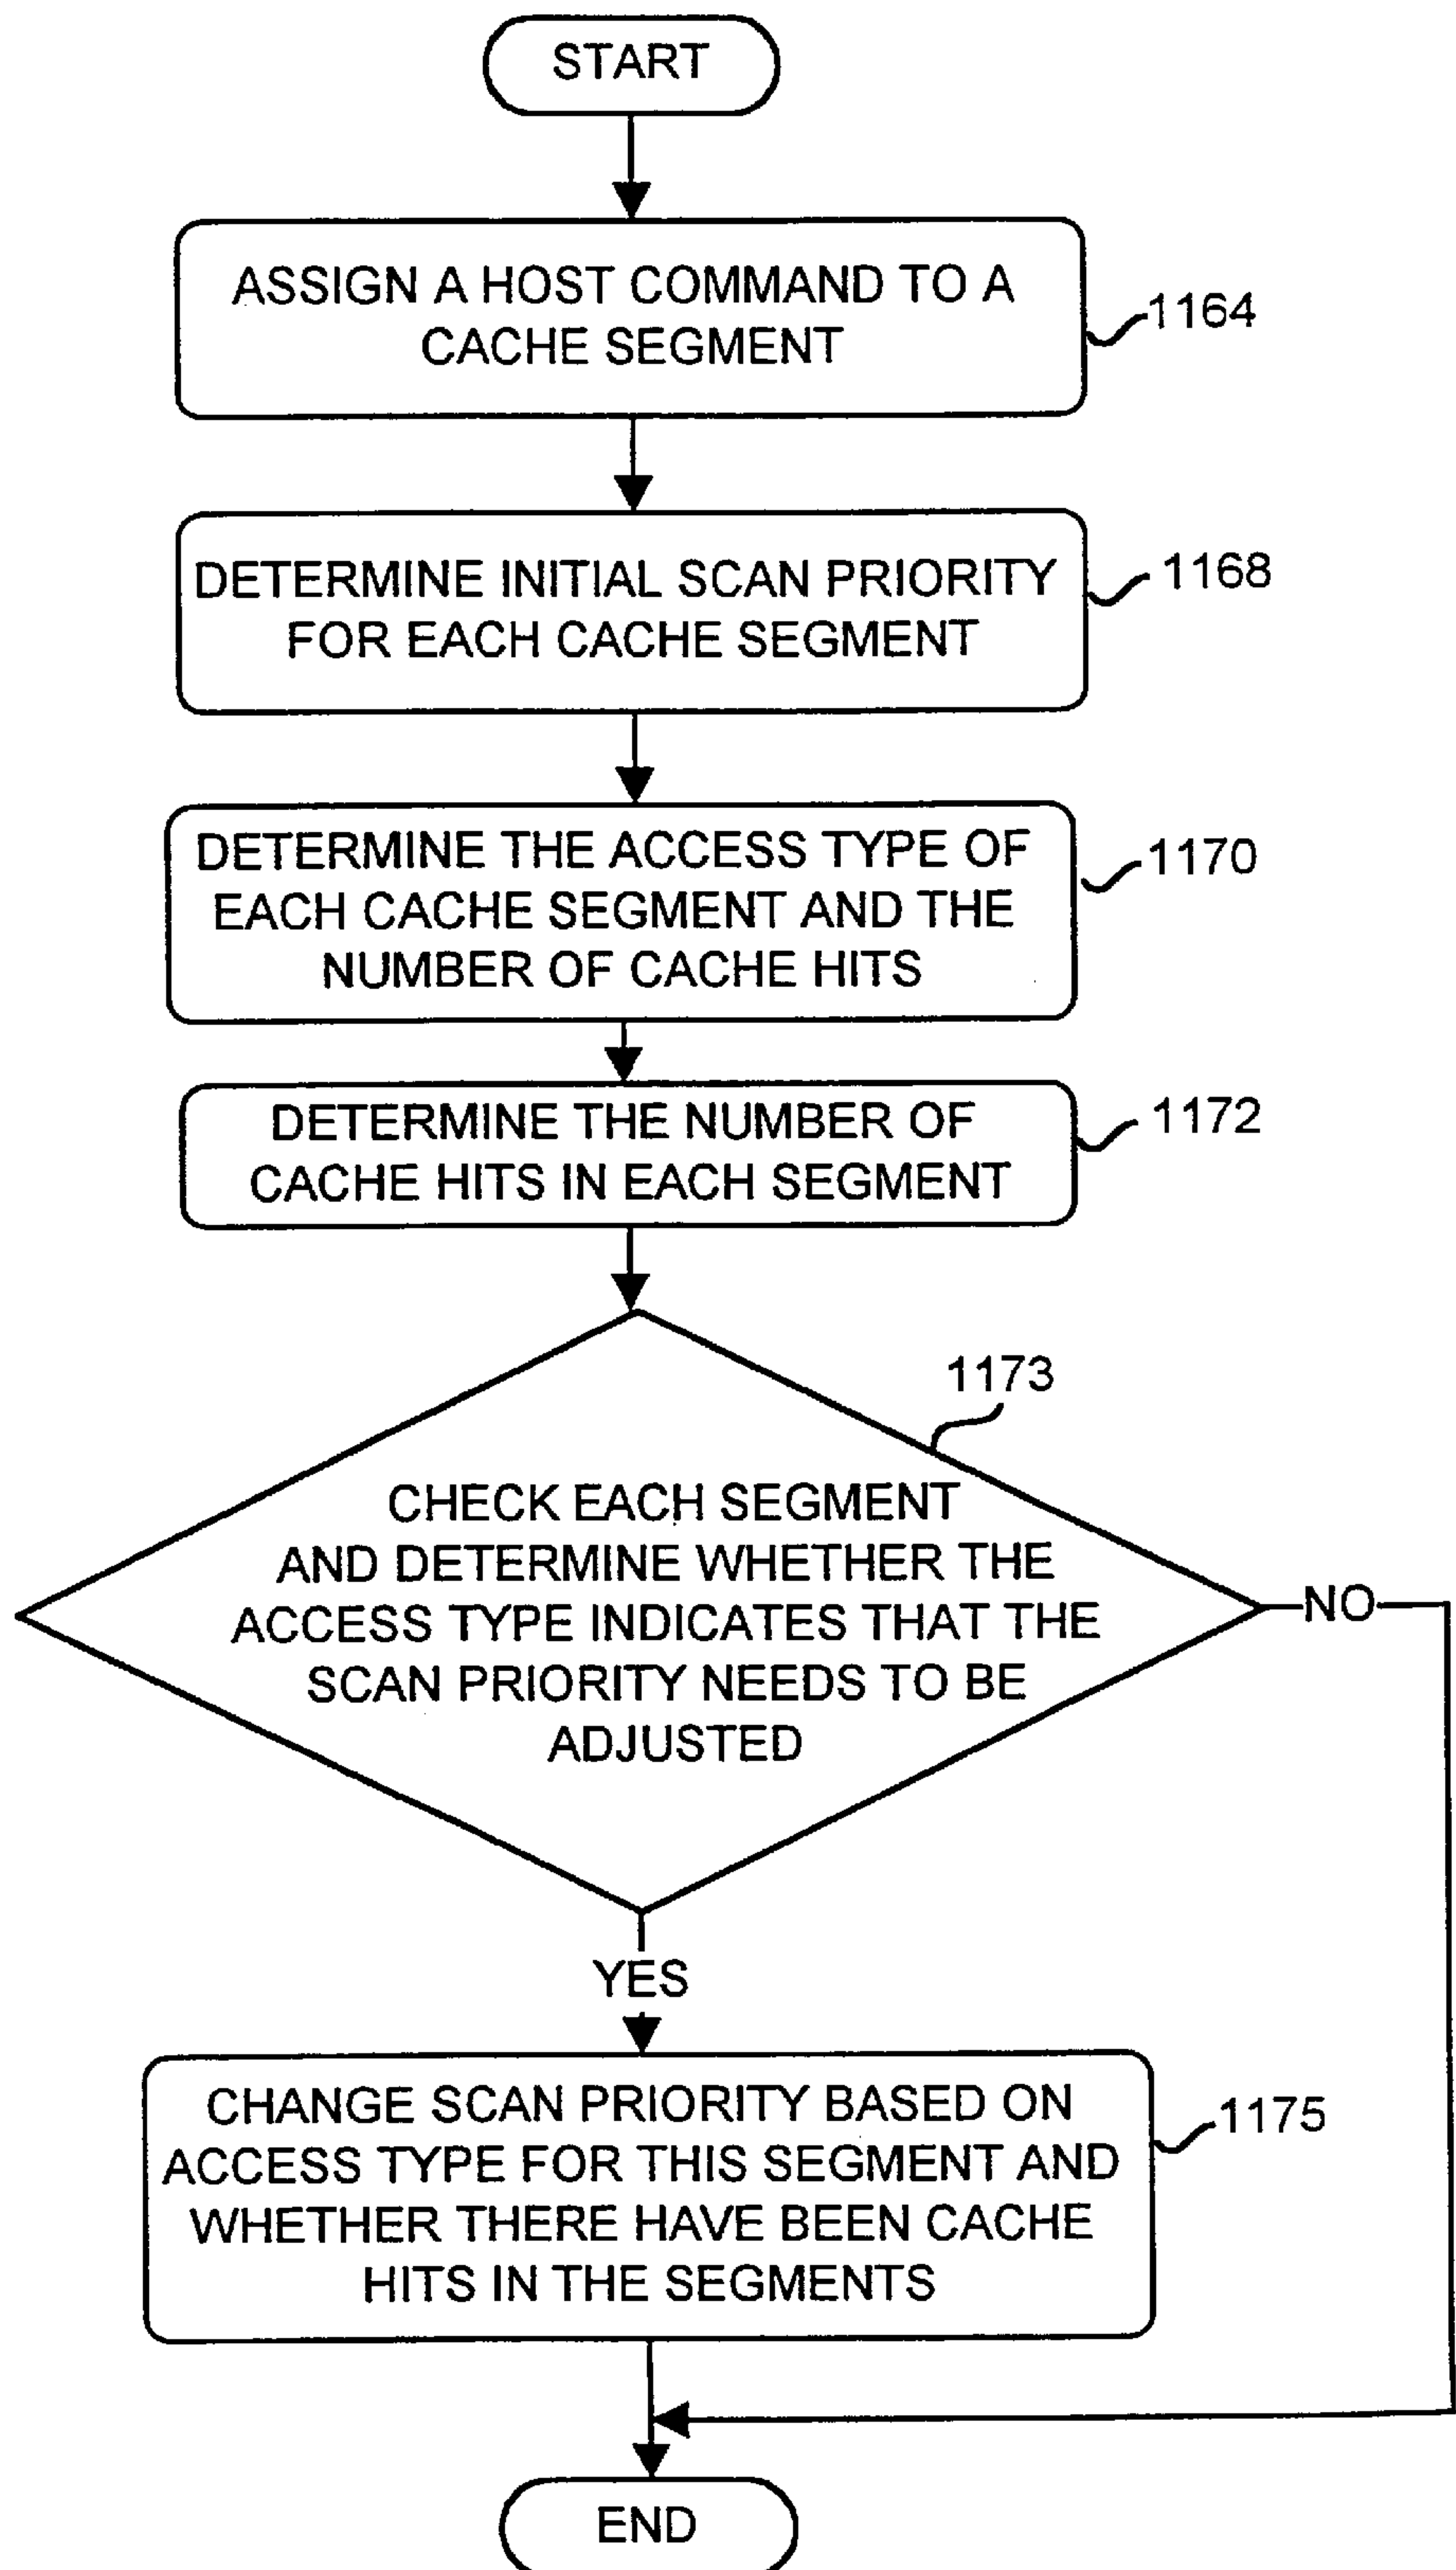 START
ASSIGN A HOST COMMAND TO A
CACHE SEGMENT
1164
DETERMINE INITIAL SCAN PRIORITY
FOR EACH CACHE SEGMENT
1168
DETERMINE THE ACCESS TYPE OF
EACH CACHE SEGMENT AND THE
NUMBER OF CACHE HITS
1170
DETERMINE THE NUMBER OF
CACHE HITS IN EACH SEGMENT
1172
1173
CHECK EACH SEGMENT
AND DETERMINE WHETHER THE
ACCESS TYPE INDICATES THAT THE
SCAN PRIORITY NEEDS TO BE
ADJUSTED
NO
YES
CHANGE SCAN PRIORITY BASED ON
ACCESS TYPE FOR THIS SEGMENT AND
WHETHER THERE HAVE BEEN CACHE
HITS IN THE SEGMENTS
1175
END